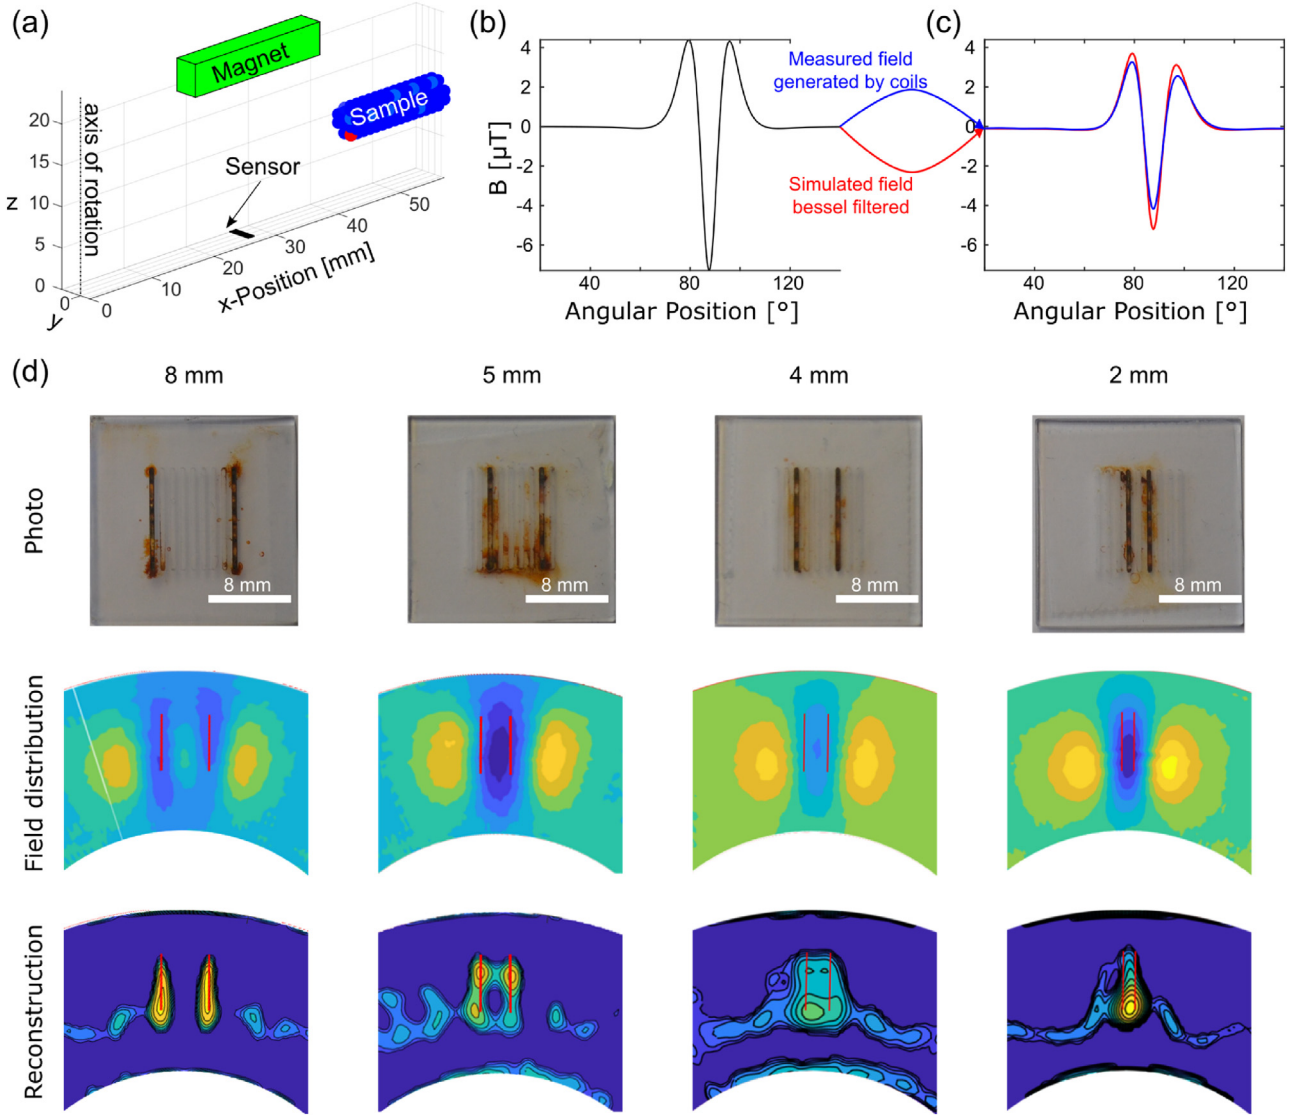 (a)
Magnet
Sample
Sensor
axis of rotation
z
20
15
10
5
0
y
0
0
10
20
30
40
50
x-Position [mm]
(b)
B [µT]
4
2
0
-2
-4
-6
40
80
120
Angular Position [°]
Measured field
generated by coils
Simulated field
bessel filtered
(c)
4
2
0
-2
-4
-6
40
80
120
Angular Position [°]
(d)
8 mm
5 mm
4 mm
2 mm
Photo
8 mm
8 mm
8 mm
8 mm
Field distribution
Reconstruction